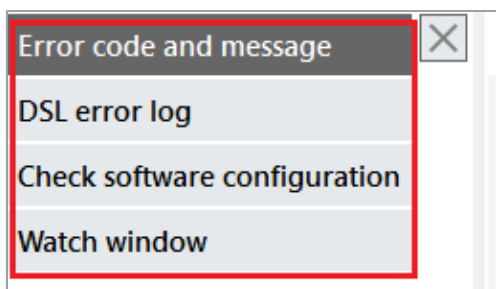 Error code and message
DSL error log
Check software configuration
Watch window